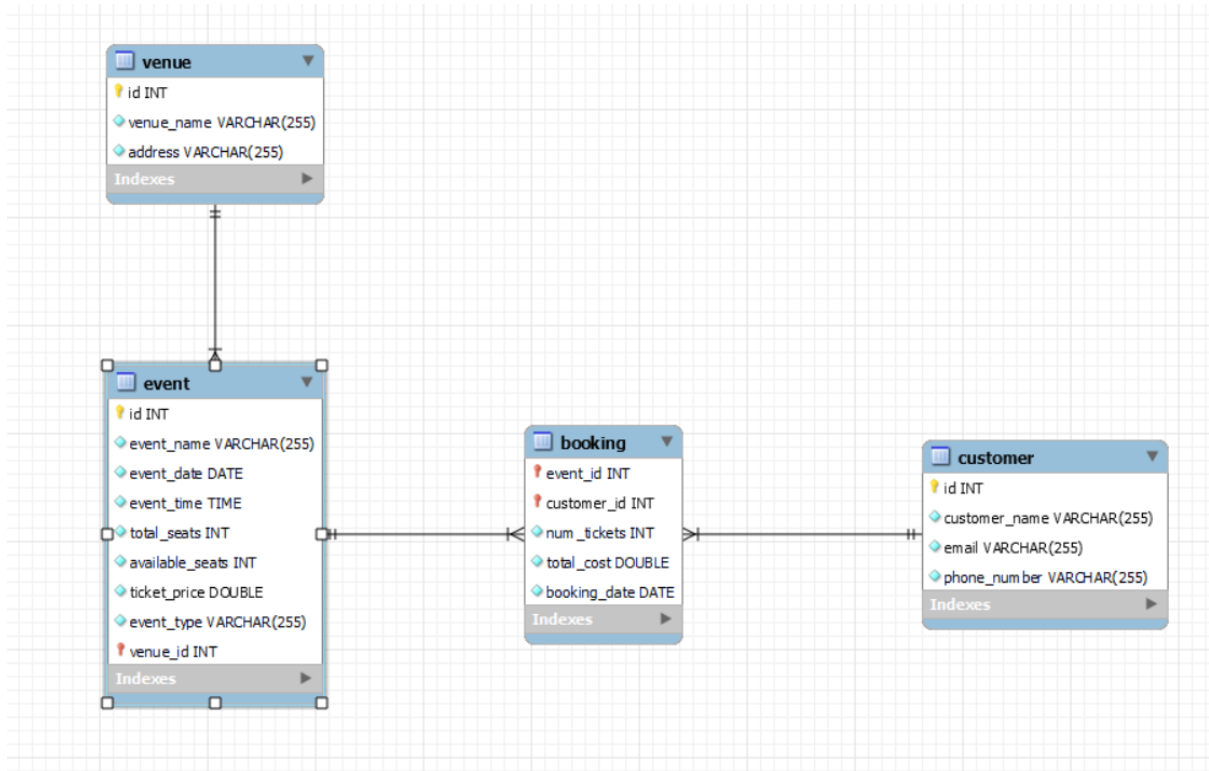 venue
id INT
venue_name VARCHAR(255)
address VARCHAR(255)
Indexes
event
id INT
event_name VARCHAR(255)
event_date DATE
event_time TIME
total_seats INT
available_seats INT
ticket_price DOUBLE
event_type VARCHAR(255)
venue_id INT
Indexes
booking
event_id INT
customer_id INT
num_tickets INT
total_cost DOUBLE
booking_date DATE
Indexes
customer
id INT
customer_name VARCHAR(255)
email VARCHAR(255)
phone_number VARCHAR(255)
Indexes